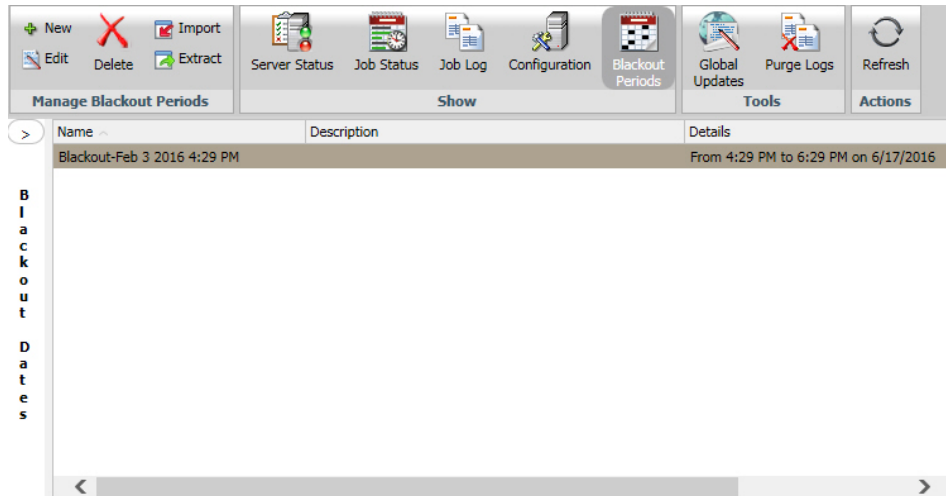 New
Edit
Delete
Import
Extract
Manage Blackout Periods
Server Status
Job Status
Job Log
Configuration
Blackout
Periods
Show
Global
Updates
Purge Logs
Tools
Refresh
Actions
>
Name
Description
Details
Blackout-Feb 3 2016 4:29 PM
From 4:29 PM to 6:29 PM on 6/17/2016
Blackout Dates